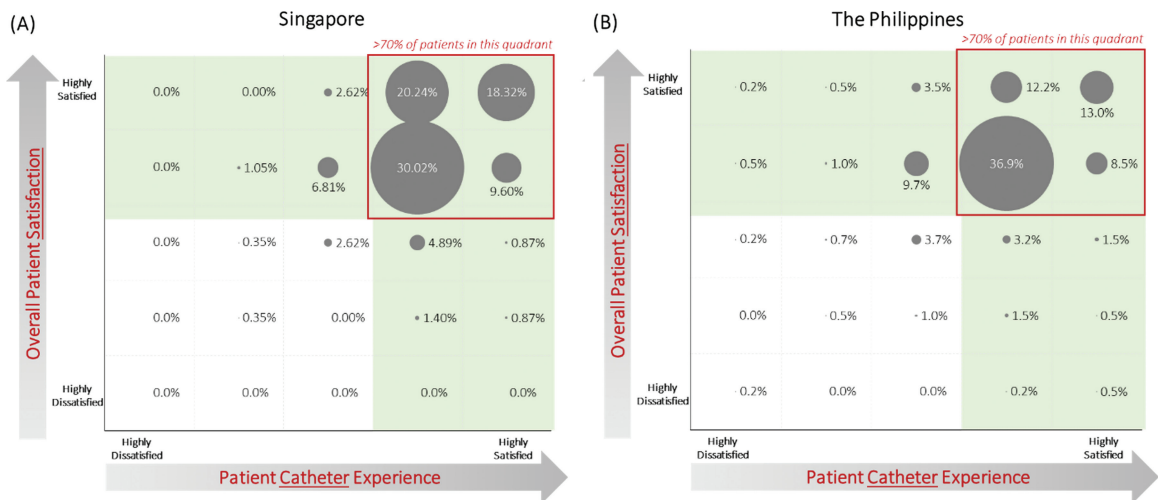 (A)
Singapore
>70% of patients in this quadrant
Overall Patient Satisfaction
Highly
Satisfied
0.0%
0.00%
2.62%
20.24%
18.32%
0.0%
1.05%
6.81%
30.02%
9.60%
0.0%
0.35%
2.62%
4.89%
0.87%
0.0%
0.35%
0.00%
1.40%
0.87%
Highly
Dissatisfied
0.0%
0.0%
0.0%
0.0%
0.0%
Highly
Dissatisfied
Highly
Satisfied
Patient Catheter Experience
(B)
The Philippines
>70% of patients in this quadrant
Overall Patient Satisfaction
Highly
Satisfied
0.2%
0.5%
3.5%
12.2%
13.0%
0.5%
1.0%
9.7%
36.9%
8.5%
0.2%
0.7%
3.7%
3.2%
1.5%
0.0%
0.5%
1.0%
1.5%
0.5%
Highly
Dissatisfied
0.2%
0.0%
0.0%
0.2%
0.5%
Highly
Dissatisfied
Highly
Satisfied
Patient Catheter Experience